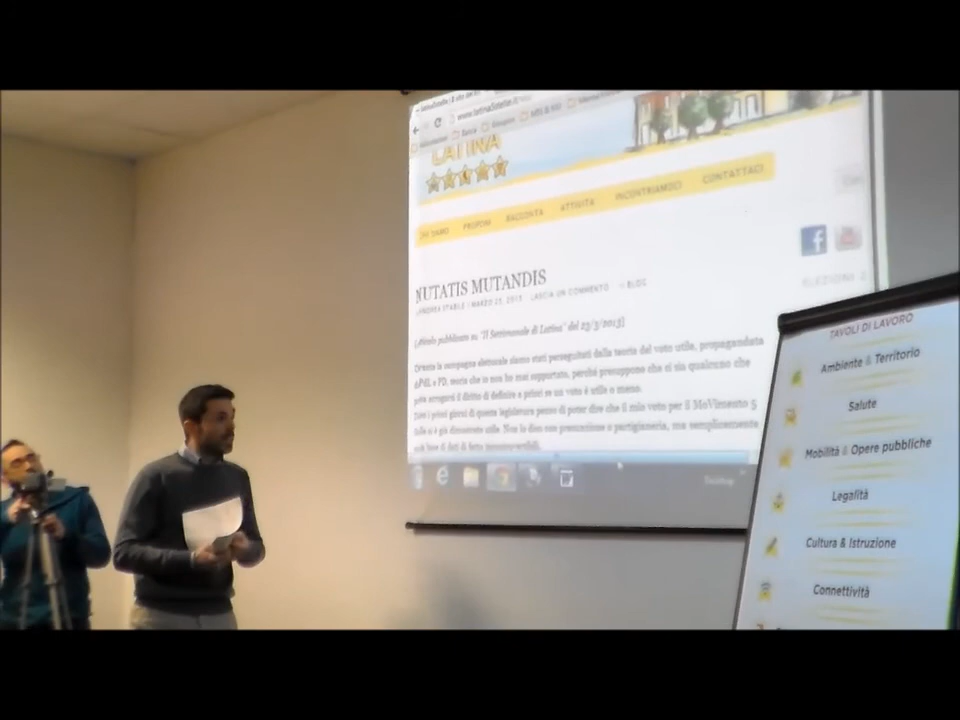 www.latina5stelle.it
LATINA
CHI SIAMO PROPONI RACCONTA ATTIVITÀ INCONTRIAMOCI CONTATTACI
MUTATIS MUTANDIS
ANDREA STABILE | MARZO 25, 2013 LASCIA UN COMMENTO BLOG
[Articolo pubblicato su "Il Settimanale di Latina" del 23/3/2013]
la campagna elettorale siamo stati perseguitati dalla teoria del voto utile, propagandata
PdL e PD, teoria che io non ho mai supportato, perché presuppone che ci sia qualcuno che
possa arrogarsi il diritto di definire a priori se un voto è utile o meno.
i primi giorni di questa legislatura penso di poter dire che il mio voto per il MoVimento 5
si è già dimostrato utile. Non lo dico con presunzione o partigianeria, ma semplicemente
base di dati di fatto
TAVOLI DI LAVORO
Ambiente & Territorio
Salute
Mobilità & Opere pubbliche
Legalità
Cultura & Istruzione
Connettività